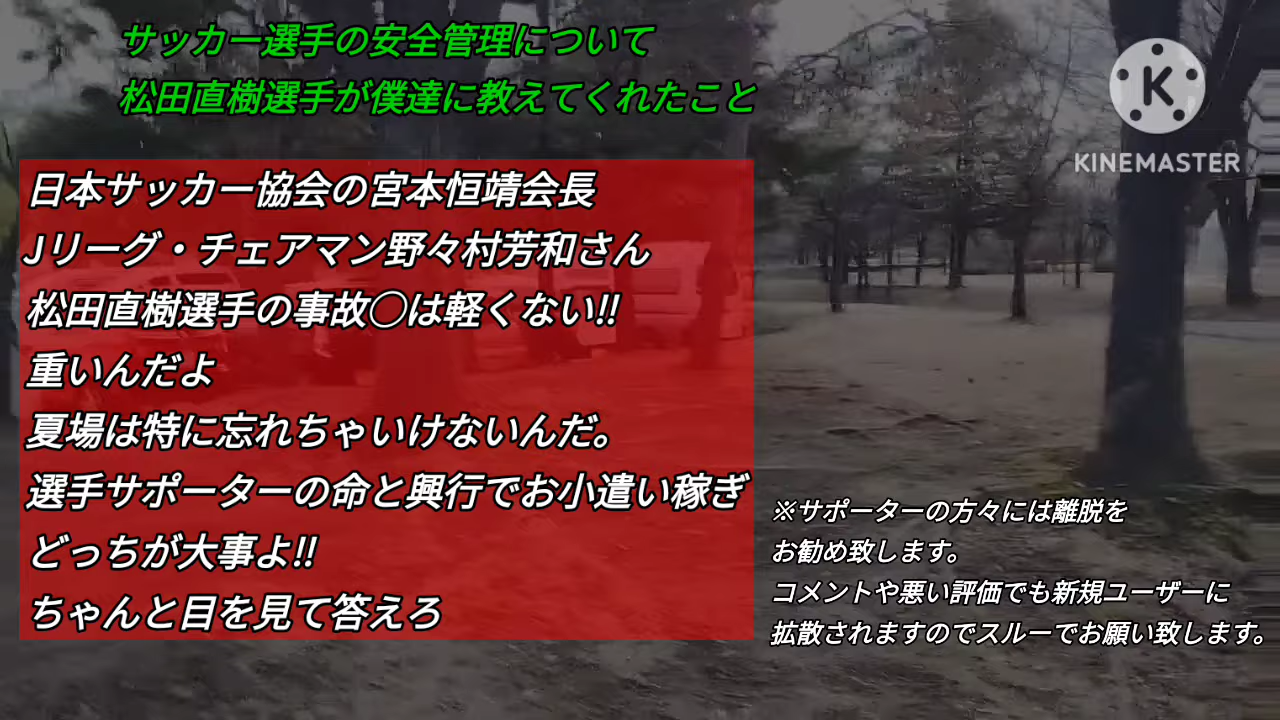 サッカー選手の安全管理について
松田直樹選手が僕達に教えてくれたこと
日本サッカー協会の宮本恒靖会長
Jリーグ・チェアマン野々村芳和さん
松田直樹選手の事故◯は軽くない!!
重いんだよ
夏場は特に忘れちゃいけないんだ。
選手サポーターの命と興行でお小遣い稼ぎ
どっちが大事よ!!
ちゃんと目を見て答えろ
K
KINEMASTER
※サポーターの方々には離脱を
お勧め致します。
コメントや悪い評価でも新規ユーザーに
拡散されますのでスルーでお願い致します。